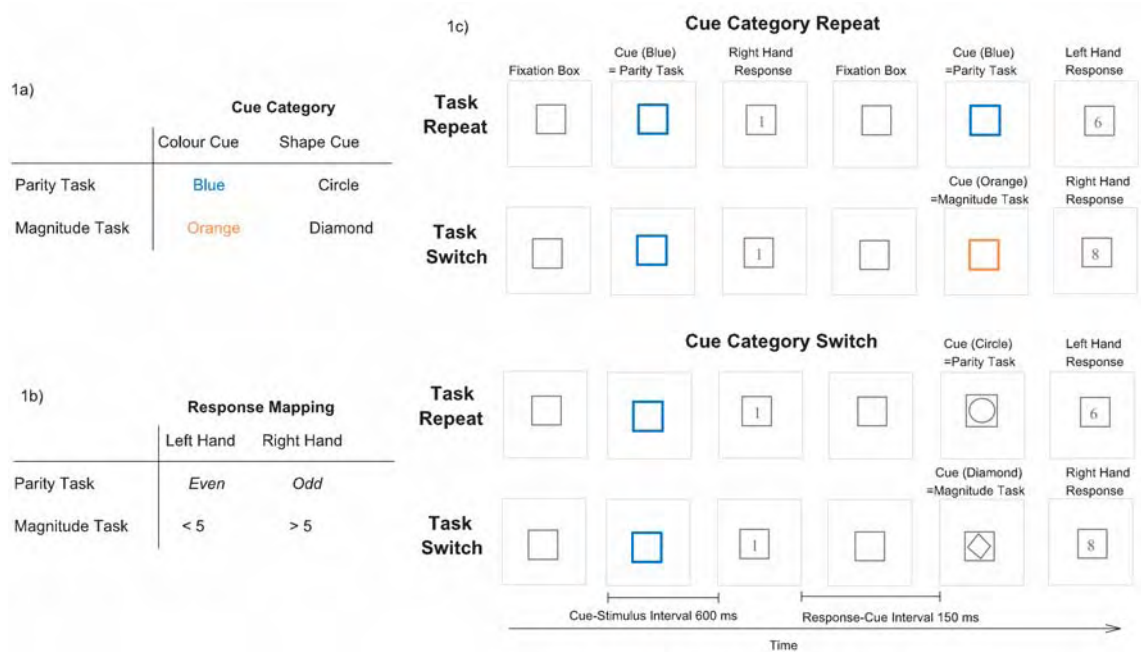 1a)
Cue Category
Colour Cue Shape Cue
Parity Task Blue Circle
Magnitude Task Orange Diamond
1b)
Response Mapping
Left Hand Right Hand
Parity Task Even Odd
Magnitude Task < 5 > 5
1c)
Cue Category Repeat
Fixation Box
Cue (Blue)
= Parity Task
Right Hand
Response
Fixation Box
Cue (Blue)
=Parity Task
Left Hand
Response
Task
Repeat
1
6
Cue (Orange)
=Magnitude Task
Right Hand
Response
Task
Switch
1
8
Cue Category Switch
Cue (Circle)
=Parity Task
Left Hand
Response
Task
Repeat
1
6
Cue (Diamond)
=Magnitude Task
Right Hand
Response
Task
Switch
1
8
Cue-Stimulus Interval 600 ms
Response-Cue Interval 150 ms
Time